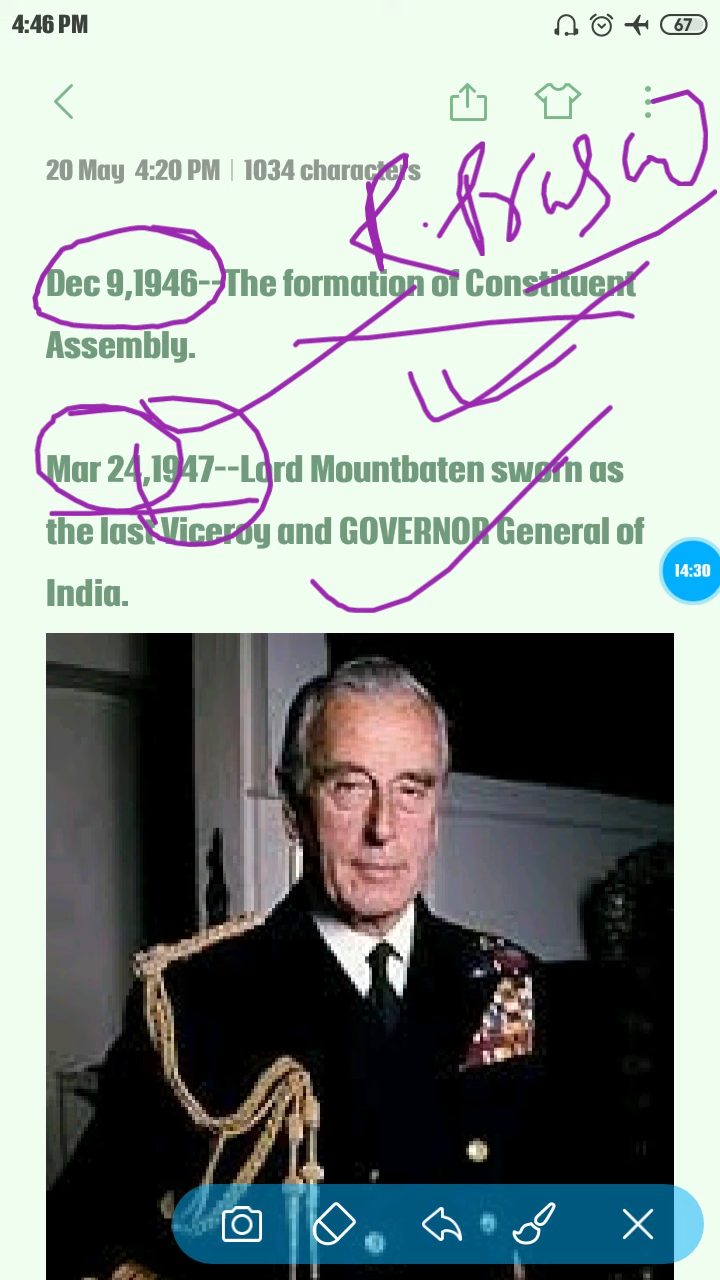 4:46 PM
67
20 May 4:20 PM | 1034 characters
R. Prasad
Dec 9,1946--The formation of Constituent
Assembly.
Mar 24,1947--Lord Mountbaten sworn as
the last Viceroy and GOVERNOR General of
India.
14:30